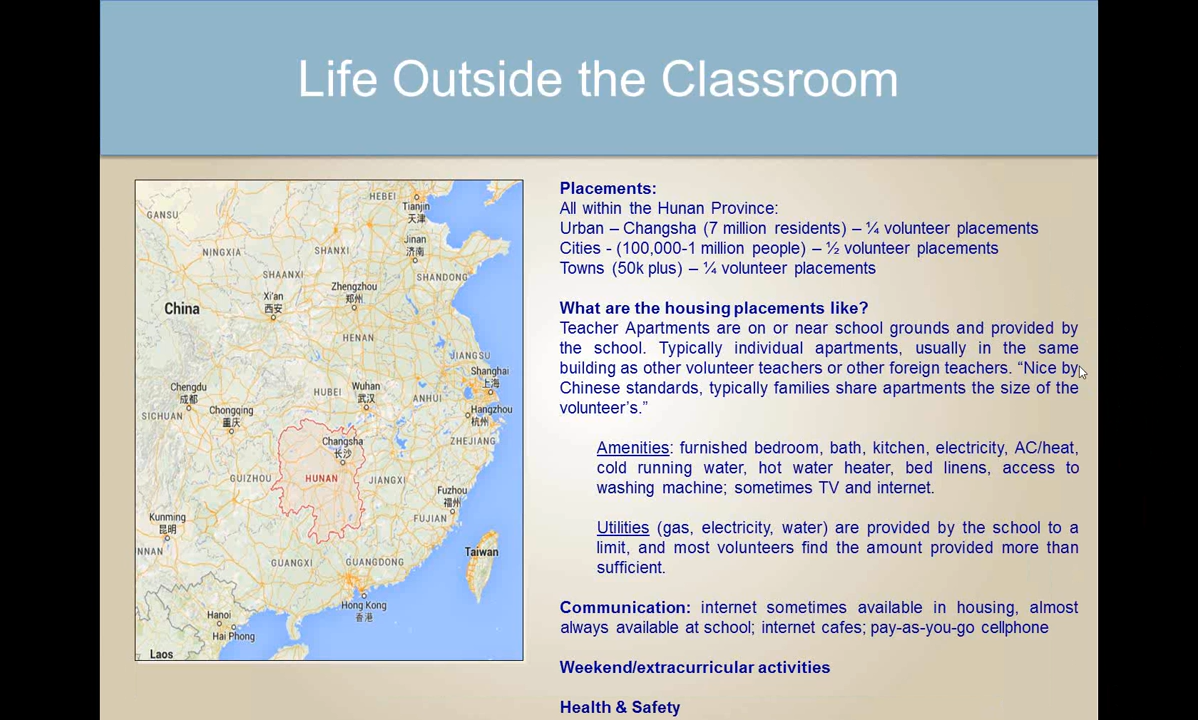 Life Outside the Classroom
HEBEI
GANSU
Tianjin
天津
Jinan
济南
NINGXIA
SHANXI
SHAANXI
SHANDONG
Zhengzhou
郑州
Xi'an
西安
China
HENAN
JIANGSU
Shanghai
上海
Chengdu
成都
HUBEI
Wuhan
武汉
ANHUI
Hangzhou
杭州
SICHUAN
Chongqing
重庆
Changsha
长沙
ZHEJIANG
GUIZHOU
HUNAN
JIANGXI
Fuzhou
福州
FUJIAN
Kunming
昆明
NNAN
Taiwan
GUANGXI
GUANGDONG
Hong Kong
香港
Hanoi
Hai Phong
Laos
Placements:
All within the Hunan Province:
Urban – Changsha (7 million residents) – ¼ volunteer placements
Cities - (100,000-1 million people) – ½ volunteer placements
Towns (50k plus) – ¼ volunteer placements
What are the housing placements like?
Teacher Apartments are on or near school grounds and provided by
the school. Typically individual apartments, usually in the same
building as other volunteer teachers or other foreign teachers. “Nice by
Chinese standards, typically families share apartments the size of the
volunteer’s.”
Amenities: furnished bedroom, bath, kitchen, electricity, AC/heat,
cold running water, hot water heater, bed linens, access to
washing machine; sometimes TV and internet.
Utilities (gas, electricity, water) are provided by the school to a
limit, and most volunteers find the amount provided more than
sufficient.
Communication: internet sometimes available in housing, almost
always available at school; internet cafes; pay-as-you-go cellphone
Weekend/extracurricular activities
Health & Safety